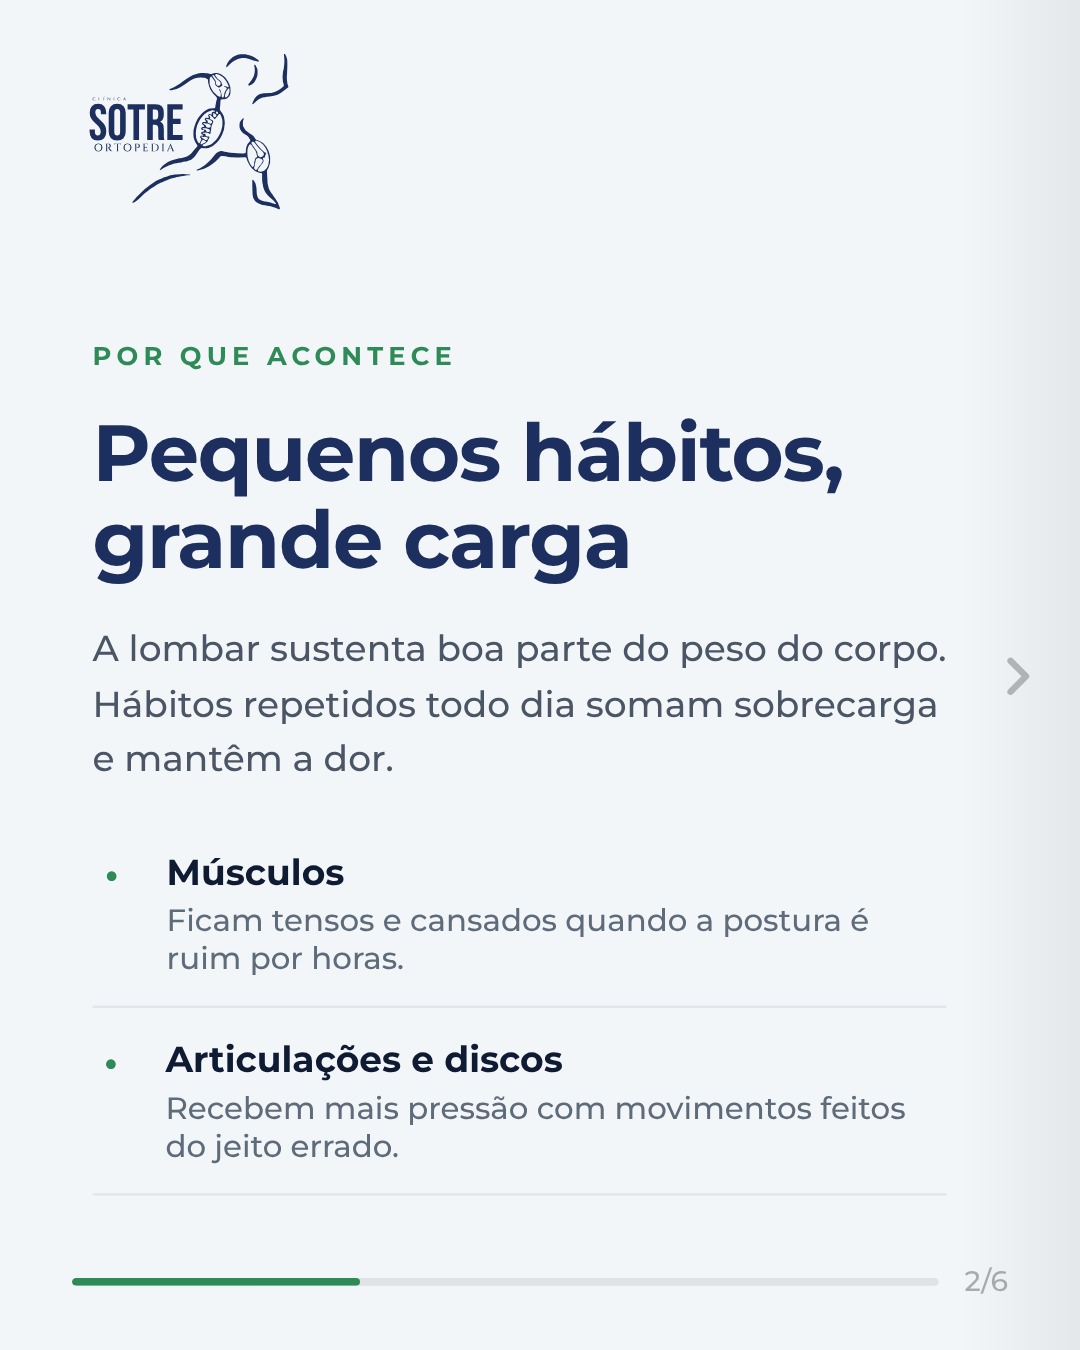 CLÍNICA
SOTRE
ORTOPEDIA
POR QUE ACONTECE
Pequenos hábitos,
grande carga
A lombar sustenta boa parte do peso do corpo.
Hábitos repetidos todo dia somam sobrecarga
e mantêm a dor.
• Músculos
Ficam tensos e cansados quando a postura é
ruim por horas.
• Articulações e discos
Recebem mais pressão com movimentos feitos
do jeito errado.
2/6